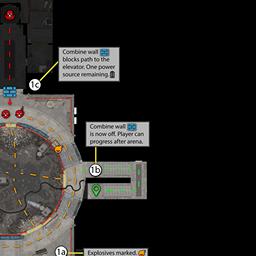 Combine wall
blocks path to the
elevator. One power
source remaining.
1c
Combine wall
is now off. Player can
progress after arena.
1b
1a
Explosives marked.